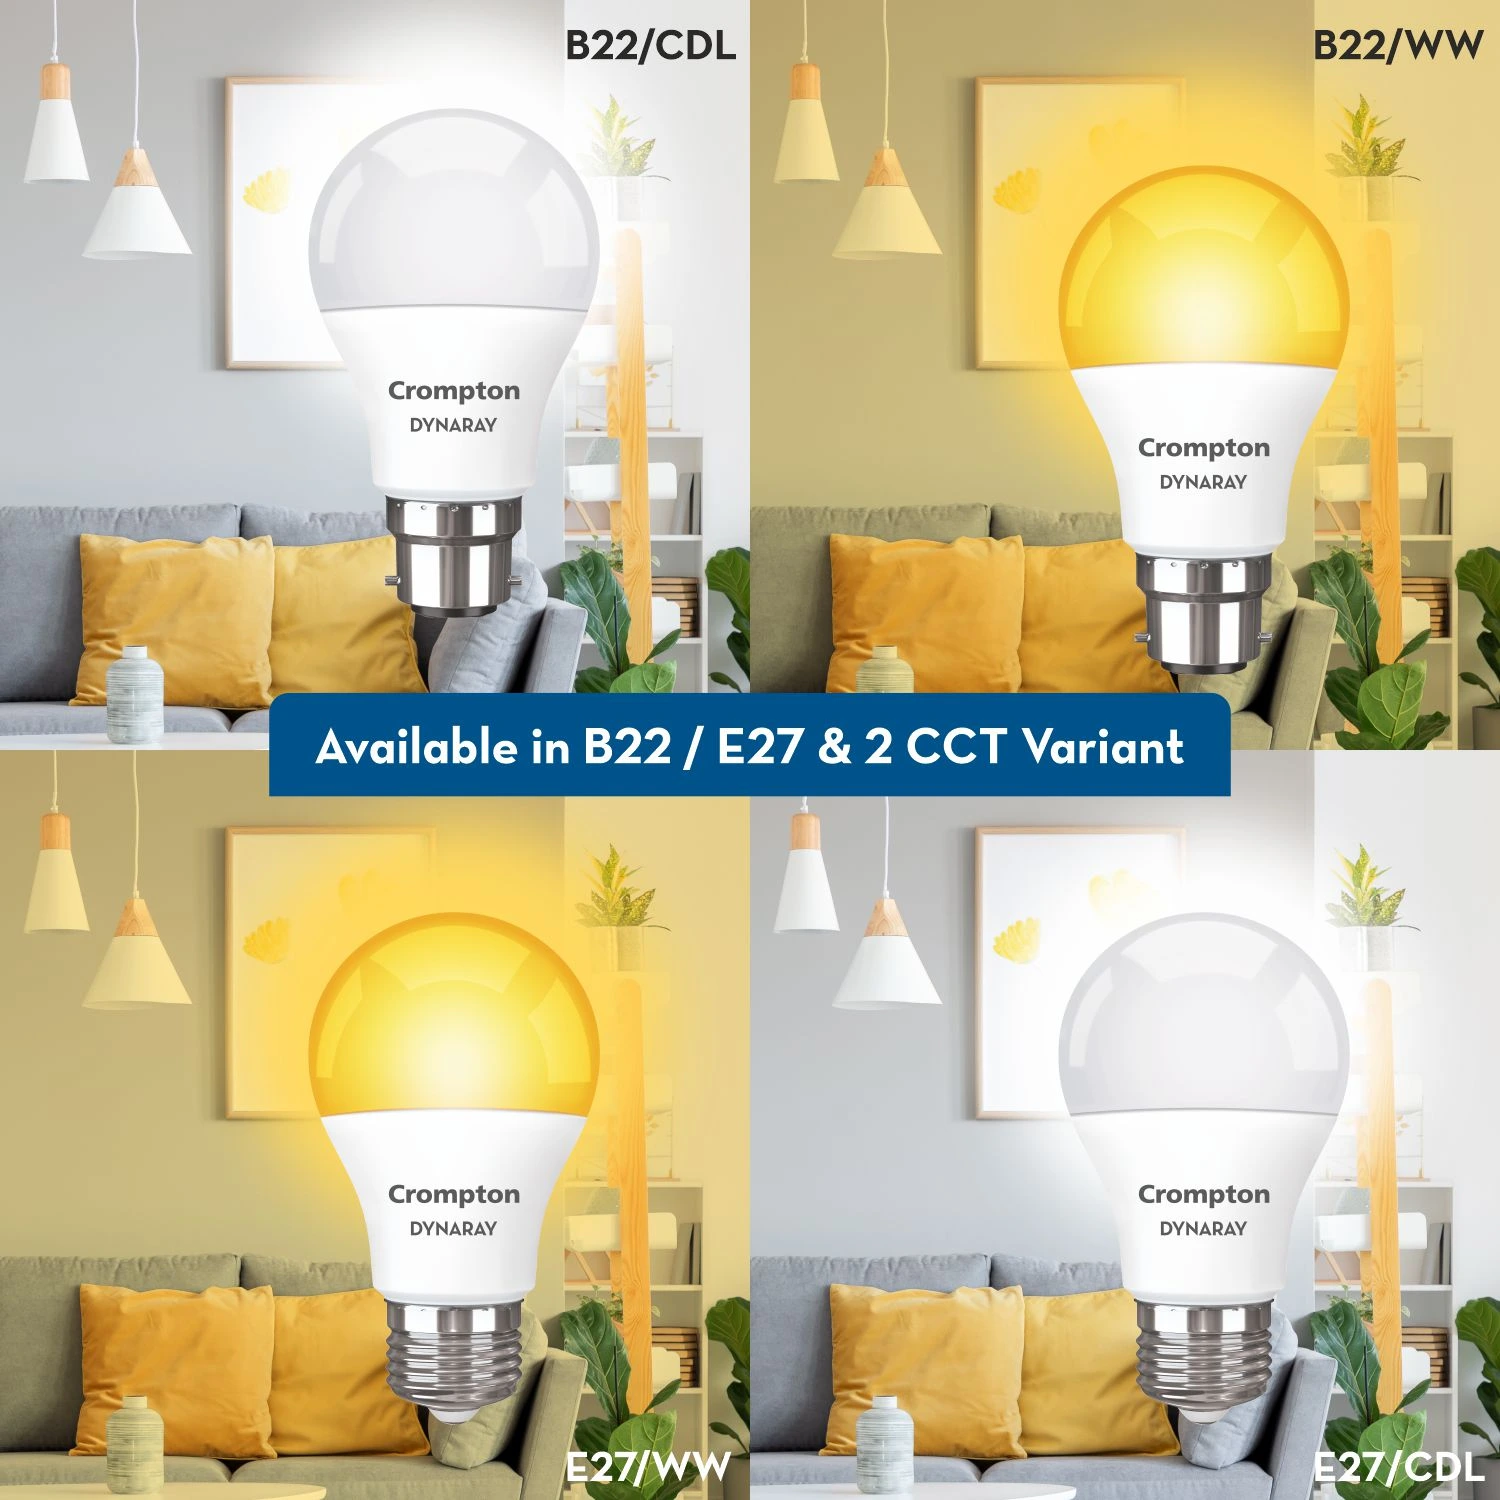 B22/CDL
B22/WW
Crompton
DYNARAY
Crompton
DYNARAY
Available in B22 / E27 & 2 CCT Variant
Crompton
DYNARAY
Crompton
DYNARAY
E27/WW
E27/CDL